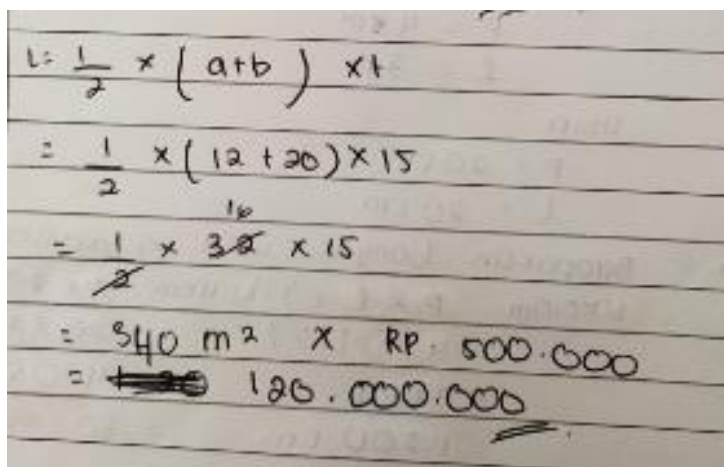 L= 1/2 × ( a+b ) × t
= 1/2 × ( 12 + 20 ) × 15
16
= 1/2 × 32 × 15
= 340 m² × RP. 500.000
= 120.000.000